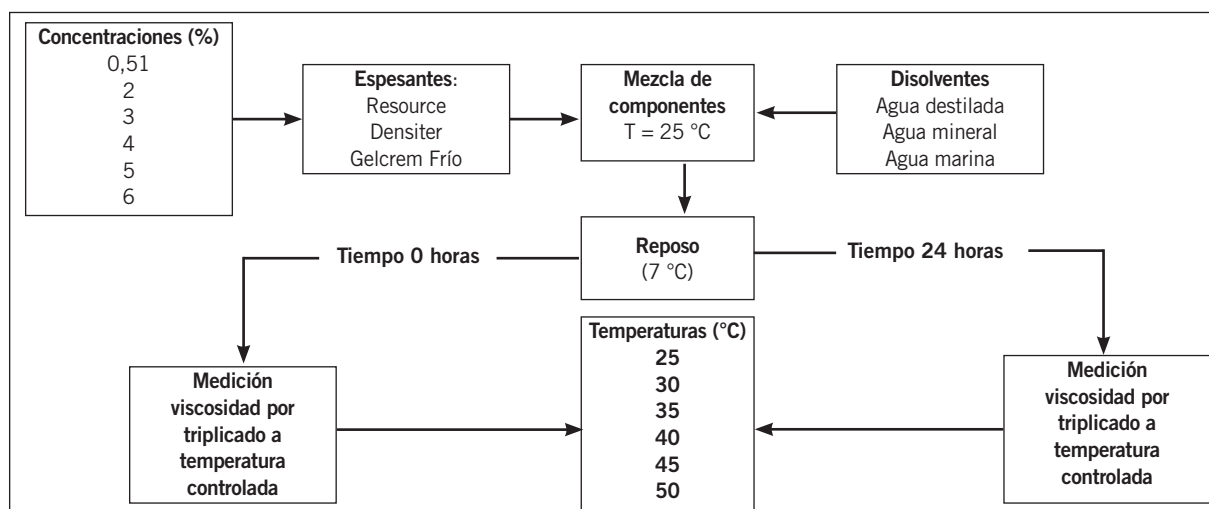 Concentraciones (%)
0,51
2
3
4
5
6
Espesantes:
Resource
Densiter
Gelcrem Frío
Mezcla de
componentes
T = 25 °C
Disolventes
Agua destilada
Agua mineral
Agua marina
Tiempo 0 horas
Reposo
(7 °C)
Tiempo 24 horas
Medición
viscosidad por
triplicado a
temperatura
controlada
Temperaturas (°C)
25
30
35
40
45
50
Medición
viscosidad por
triplicado a
temperatura
controlada